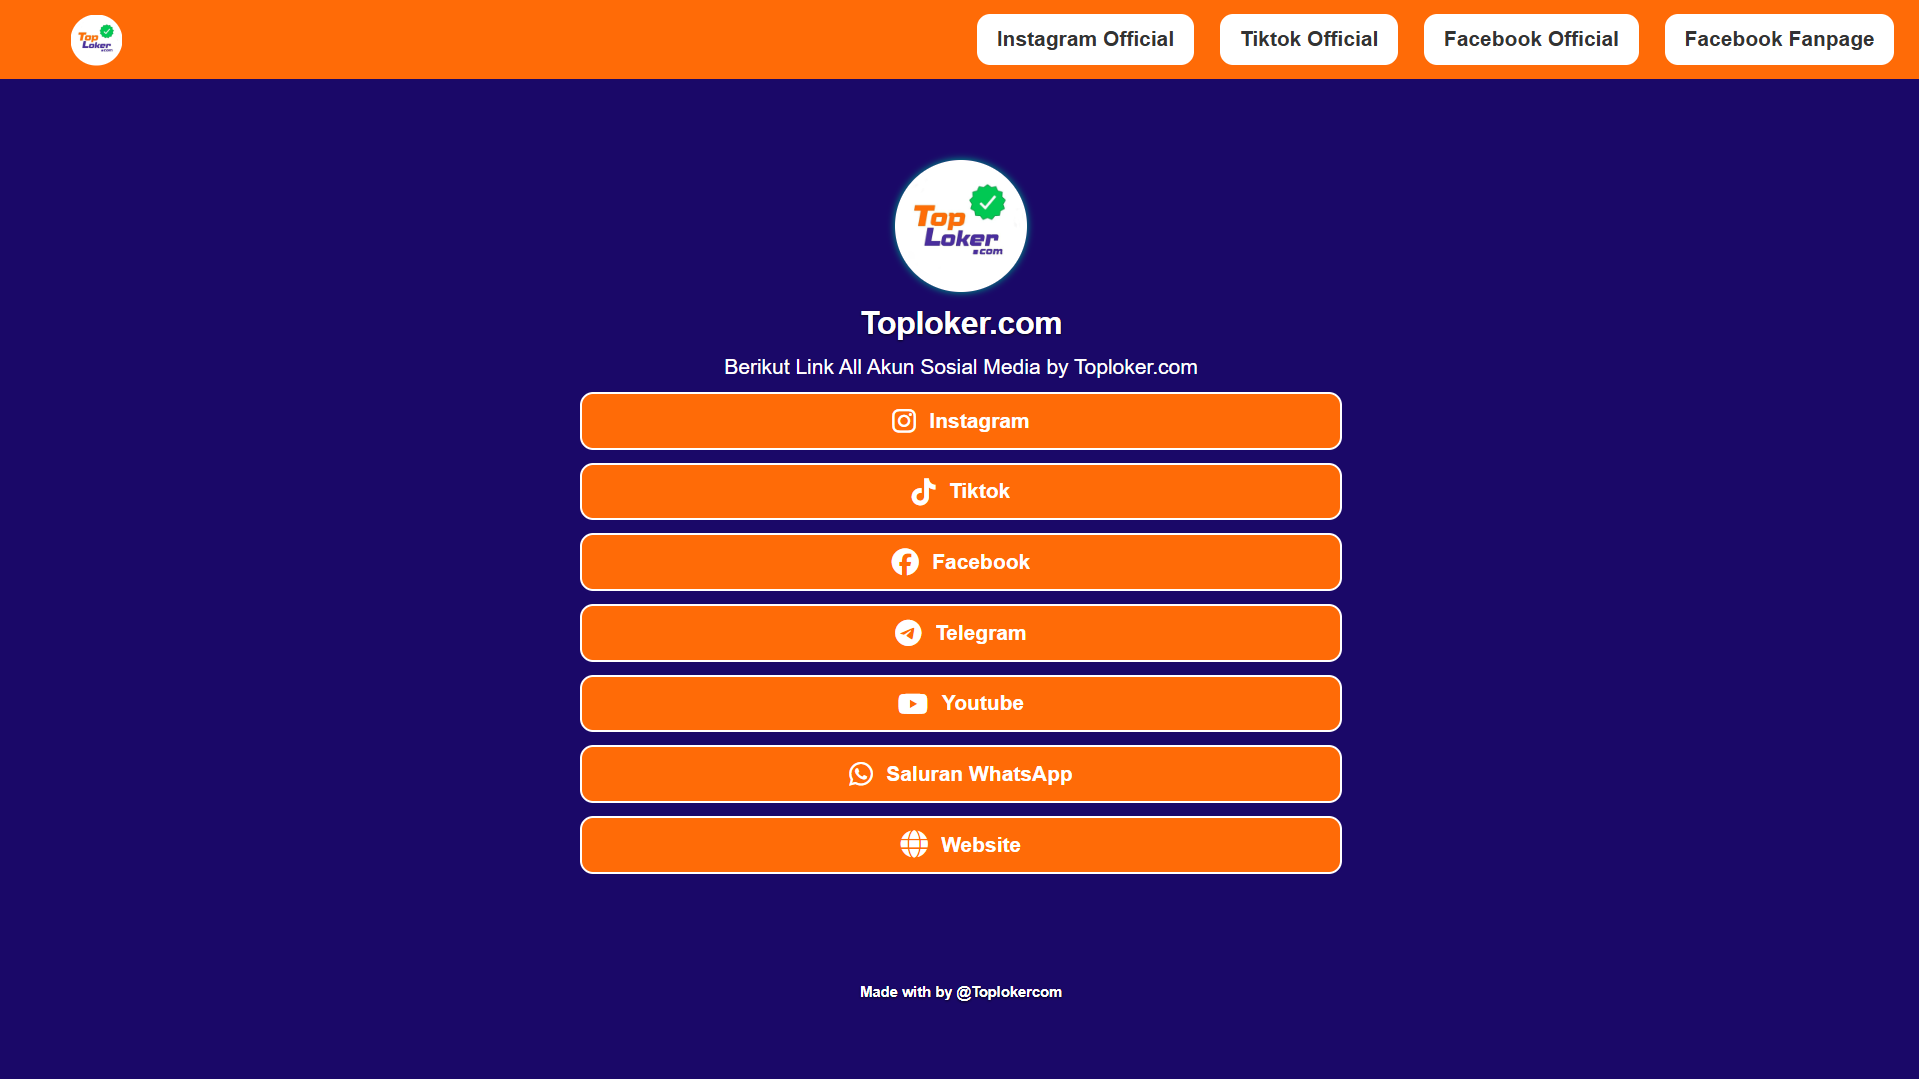 Top
Loker
.com
Instagram Official
Tiktok Official
Facebook Official
Facebook Fanpage
Top
Loker
.com
Toploker.com
Berikut Link All Akun Sosial Media by Toploker.com
Instagram
Tiktok
Facebook
Telegram
Youtube
Saluran WhatsApp
Website
Made with by @Toplokercom